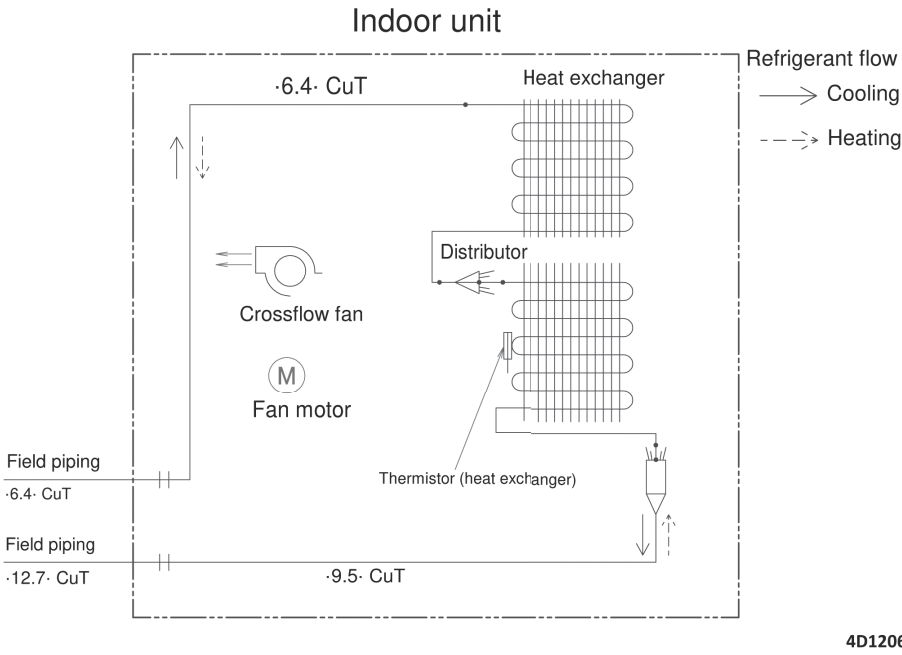 Indoor unit
Refrigerant flow
Cooling
Heating
·6.4· CuT
Heat exchanger
Distributor
Crossflow fan
M
Fan motor
Thermistor (heat exchanger)
Field piping
·6.4· CuT
Field piping
·12.7· CuT
·9.5· CuT
4D1206